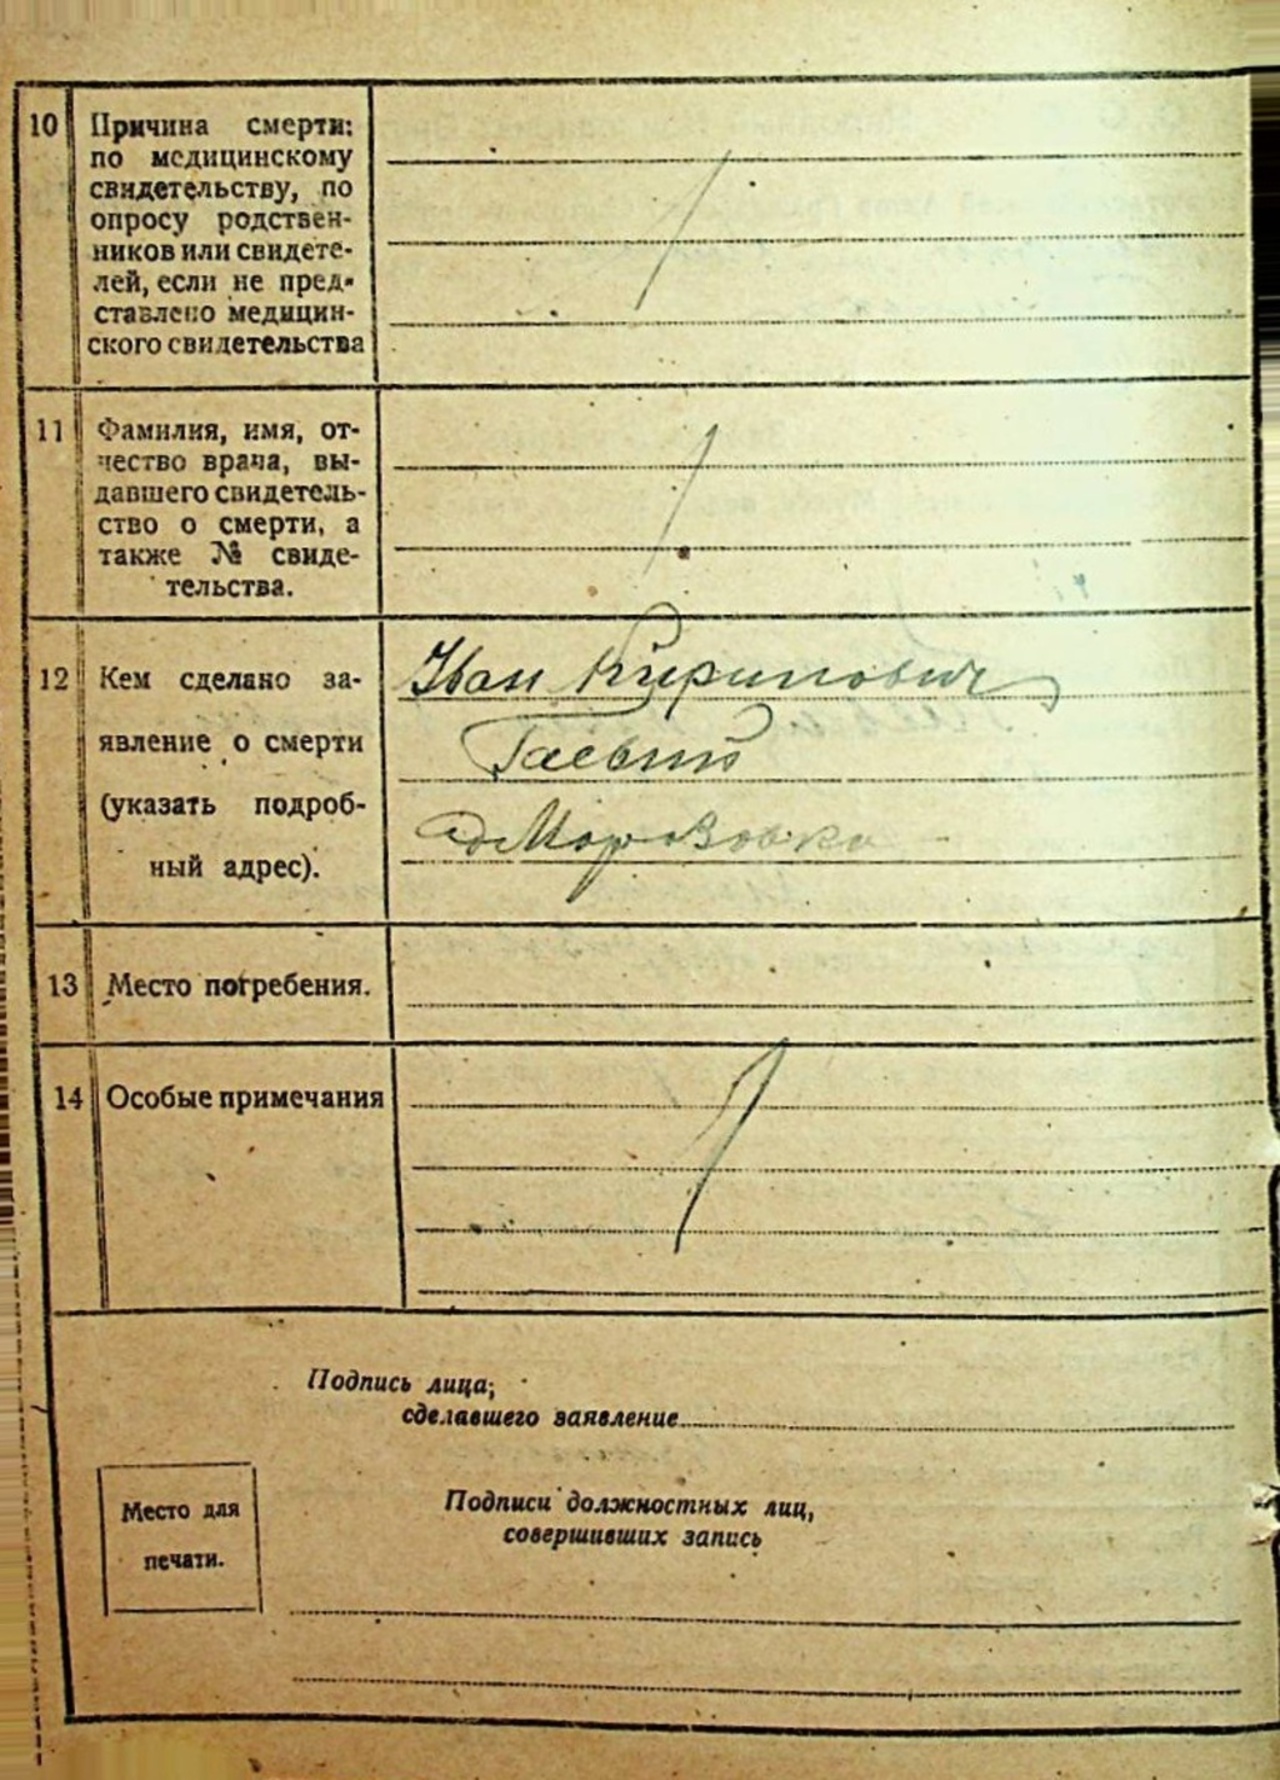 10 Причина смерти:
по медицинскому
свидетельству, по
опросу родствен-
ников или свидете-
лей, если не пред-
ставлено медицин-
ского свидетельства
11 Фамилия, имя, от-
чество врача, вы-
давшего свидетель-
ство о смерти, а
также № свиде-
тельства.
12 Кем сделано за-
явление о смерти
(указать подроб-
ный адрес).
Иван
Гаевий
13 Место погребения.
14 Особые примечания
Подпись лица,
сделавшего заявление
Место для
печати.
Подписи должностных лиц,
совершивших запись